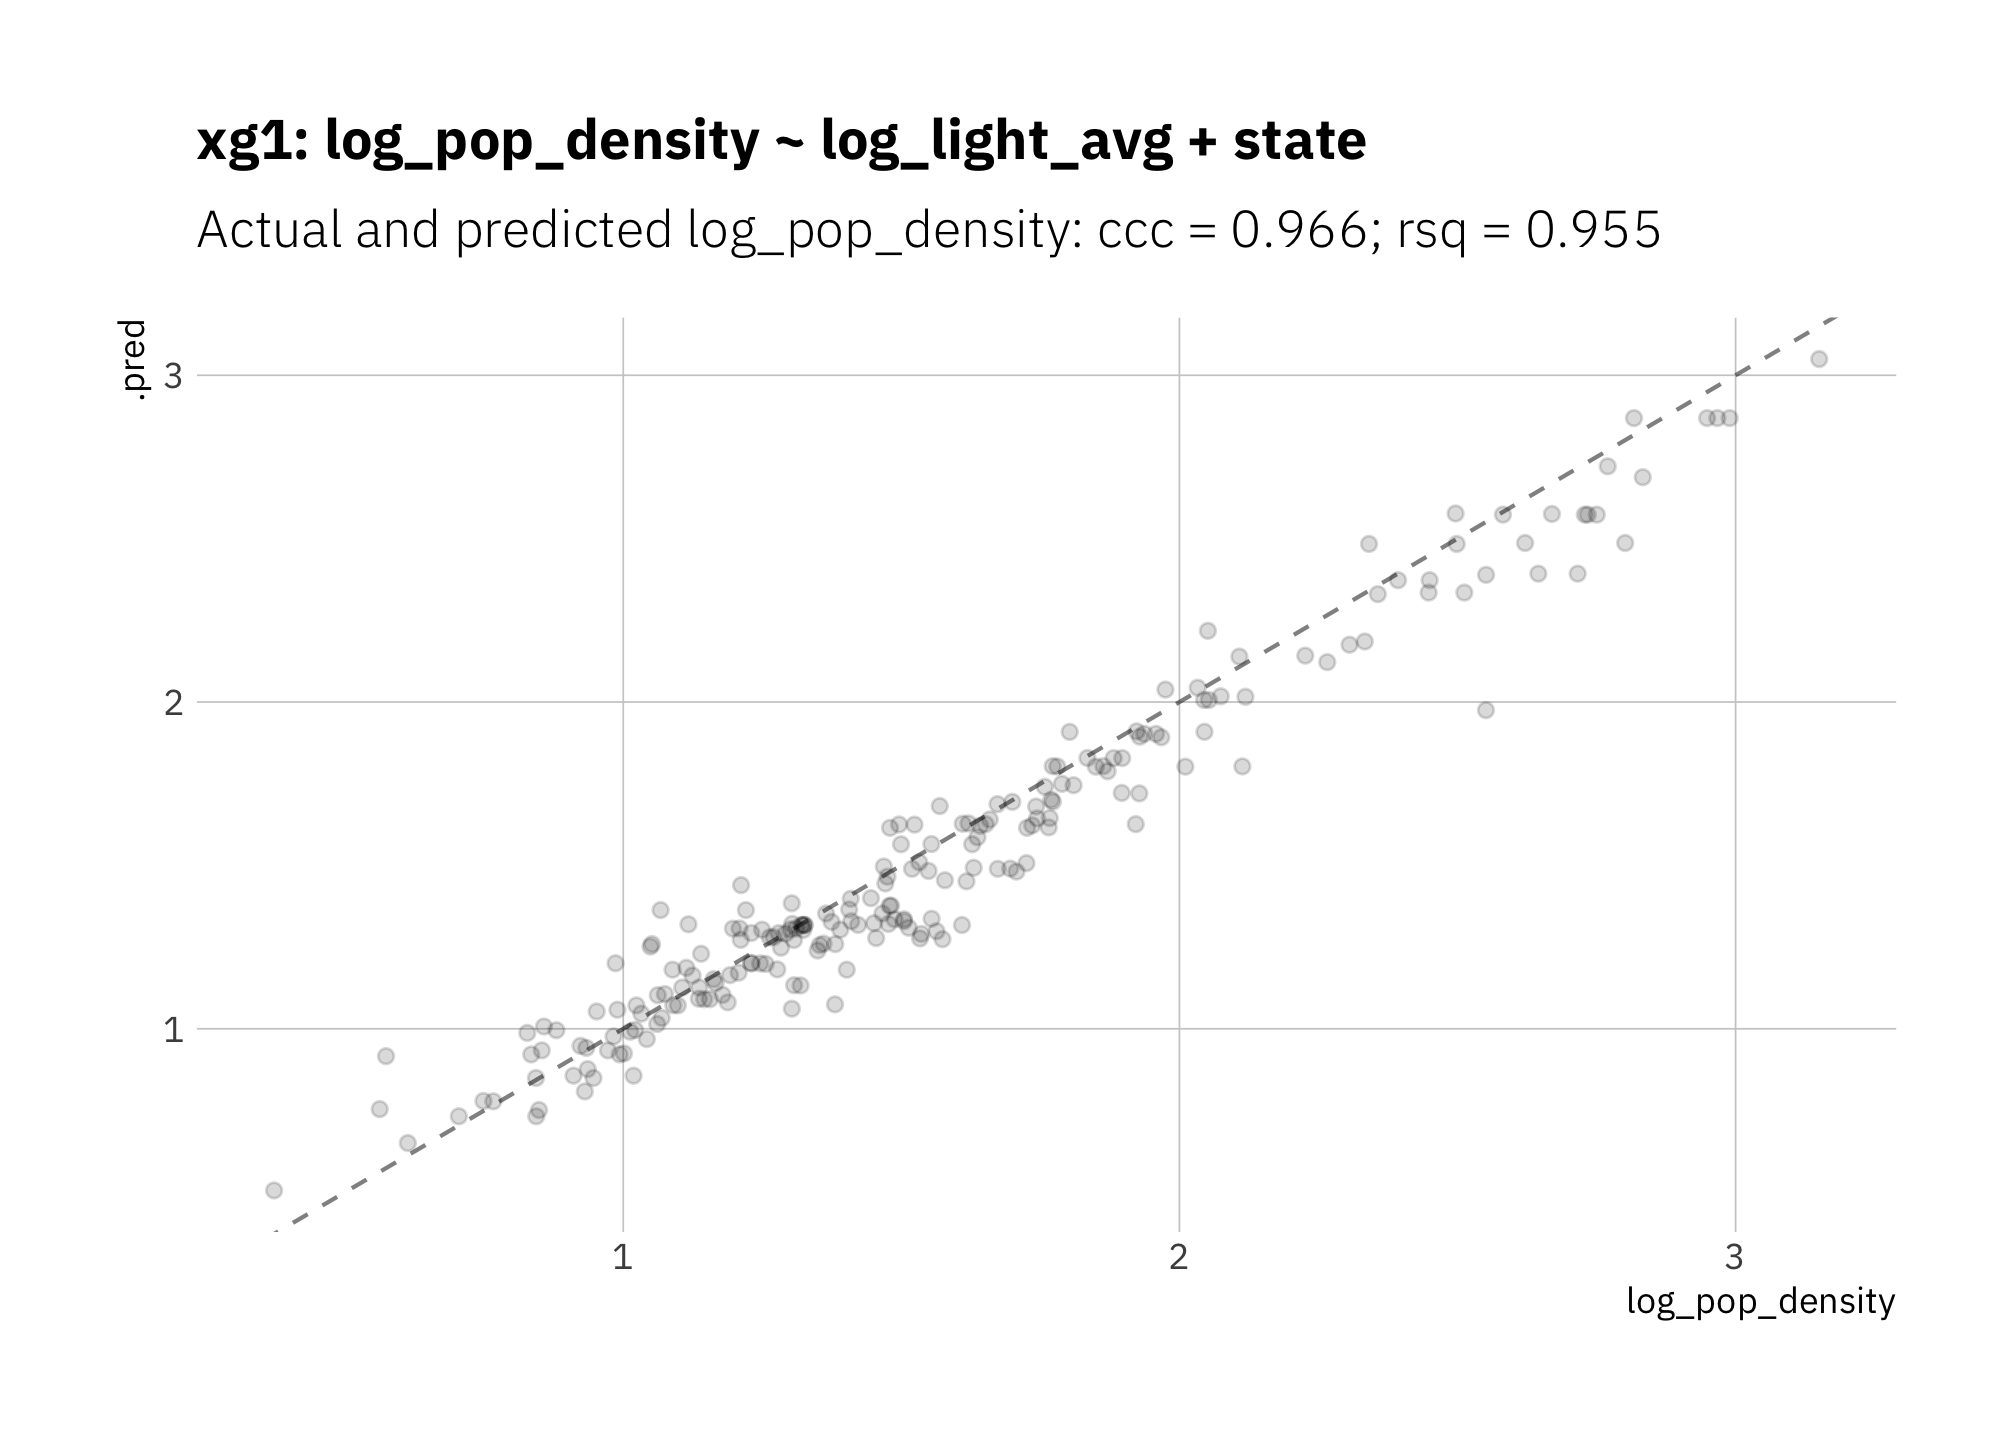 xg1: log_pop_density ~ log_light_avg + state
Actual and predicted log_pop_density: ccc = 0.966; rsq = 0.955
.pred
3
2
1
1
2
3
log_pop_density